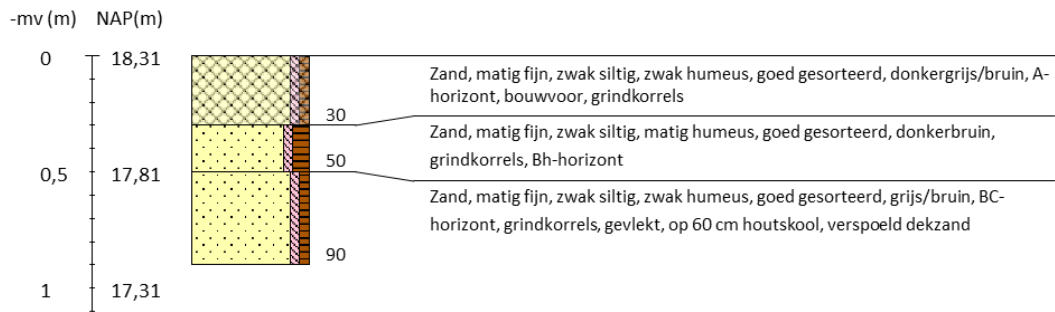 -mv (m) NAP(m)
0 18,31
Zand, matig fijn, zwak siltig, zwak humeus, goed gesorteerd, donkergrijs/bruin, A-
horizont, bouwvoor, grindkorrels
30
Zand, matig fijn, zwak siltig, matig humeus, goed gesorteerd, donkerbruin,
grindkorrels, Bh-horizont
50
0,5 17,81
Zand, matig fijn, zwak siltig, zwak humeus, goed gesorteerd, grijs/bruin, BC-
horizont, grindkorrels, gevlekt, op 60 cm houtskool, verspoeld dekzand
90
1 17,31